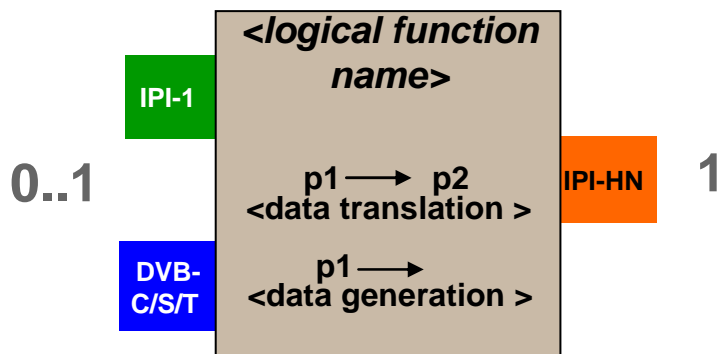 <logical function
name>
IPI-1
0..1
p1 → p2
<data translation >
IPI-HN
1
DVB-
C/S/T
p1 →
<data generation >